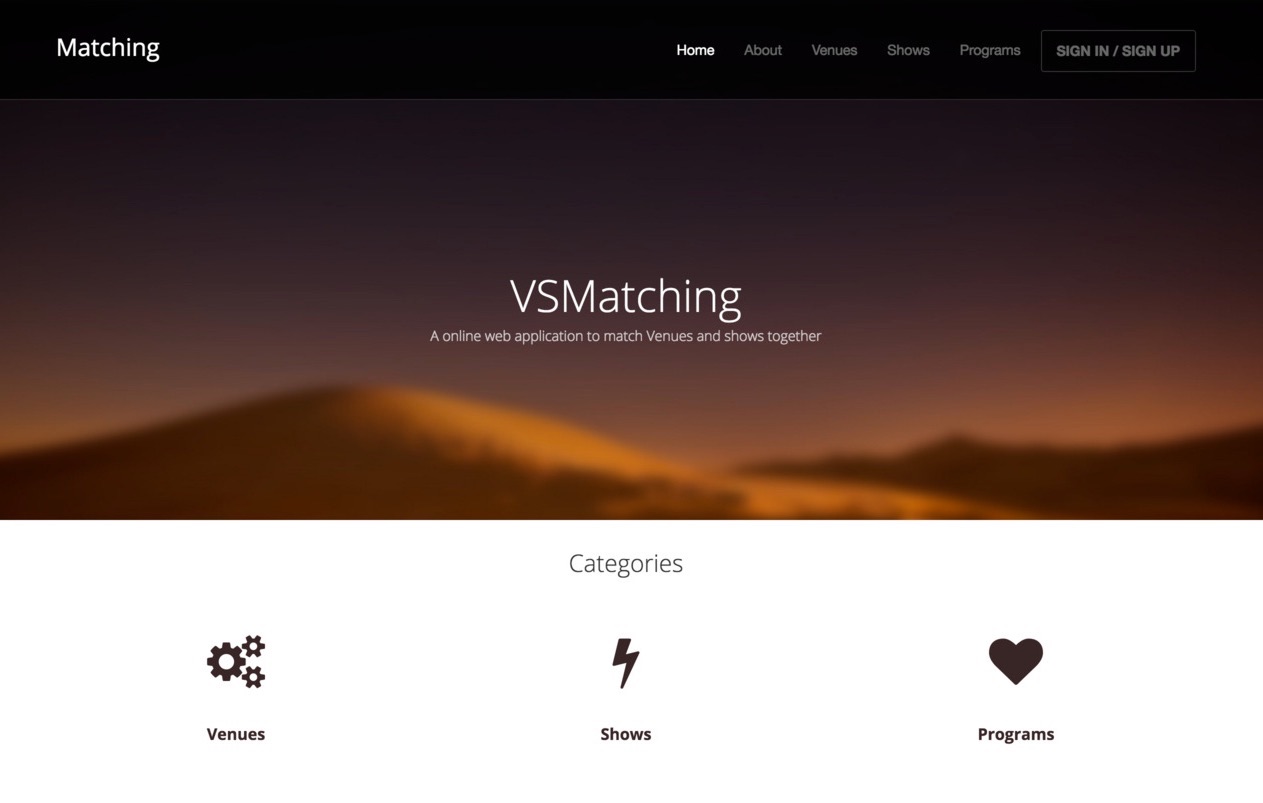 Matching
Home About Venues Shows Programs SIGN IN / SIGN UP
VSMatching
A online web application to match Venues and shows together
Categories
Venues Shows Programs